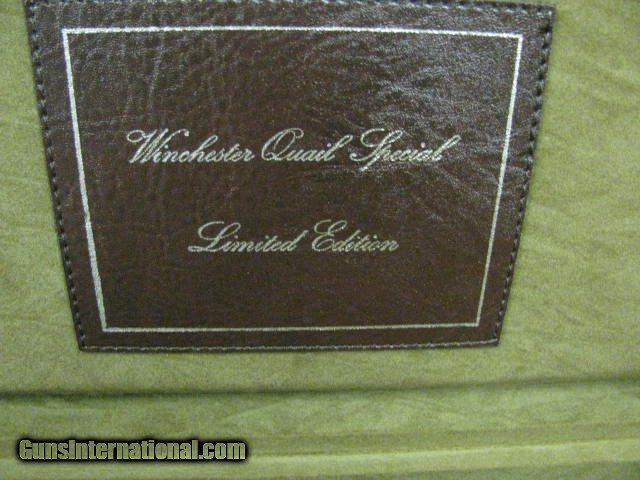 Winchester Quail Special
Limited Edition
GunsInternational.com